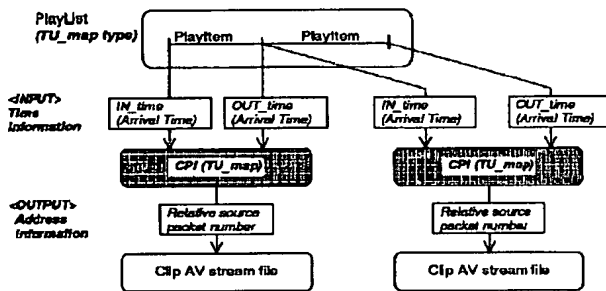 PlayList
(TU_map type)
PlayItem PlayItem
<INPUT>
Time
Information
IN_time
(Arrival Time)
OUT_time
(Arrival Time)
IN_time
(Arrival Time)
OUT_time
(Arrival Time)
CPI (TU_map)
CPI (TU_map)
<OUTPUT>
Address
Information
Relative source
packet number
Relative source
packet number
Clip AV stream file
Clip AV stream file